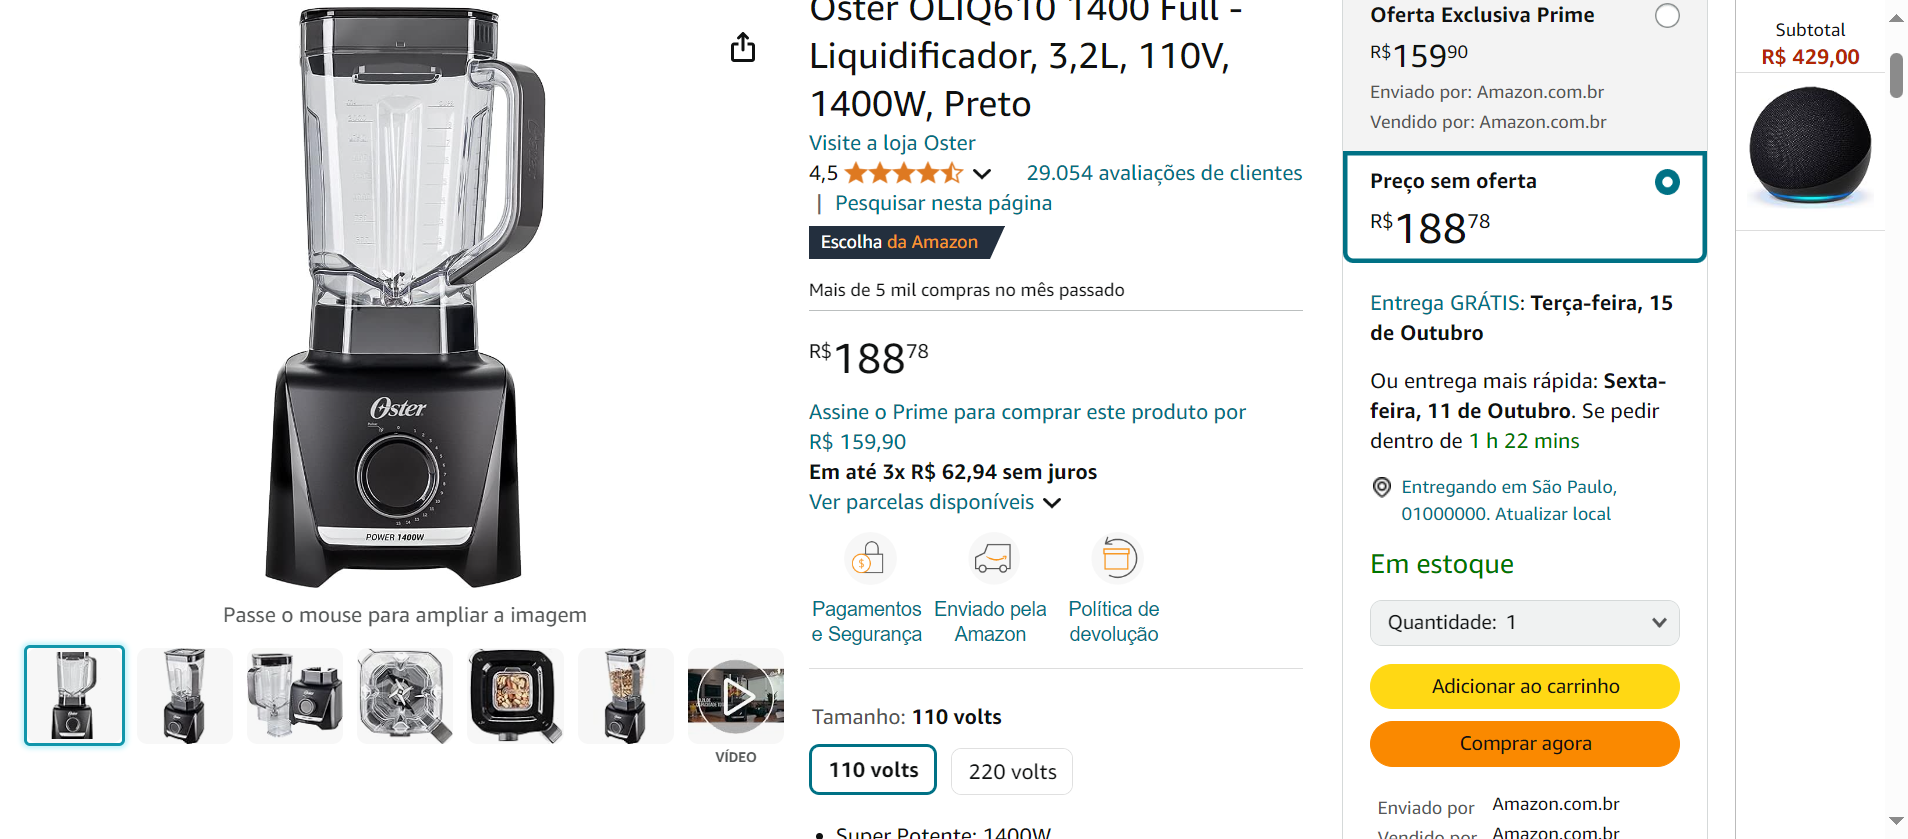 Oster OLIQ610 1400 Full -
Liquidificador, 3,2L, 110V,
1400W, Preto
Visite a loja Oster
4,5
29.054 avaliações de clientes
| Pesquisar nesta página
Escolha da Amazon
Mais de 5 mil compras no mês passado
R$18878
Assine o Prime para comprar este produto por
R$ 159,90
Em até 3x R$ 62,94 sem juros
Ver parcelas disponíveis
Pagamentos
e Segurança
Enviado pela
Amazon
Política de
devolução
Tamanho: 110 volts
110 volts
220 volts
• Super Potente: 1400W
Oster
POWER 1400W
Passe o mouse para ampliar a imagem
VÍDEO
Oferta Exclusiva Prime
R$15990
Enviado por: Amazon.com.br
Vendido por: Amazon.com.br
Preço sem oferta
R$18878
Entrega GRÁTIS: Terça-feira, 15
de Outubro
Ou entrega mais rápida: Sexta-
feira, 11 de Outubro. Se pedir
dentro de 1 h 22 mins
Entregando em São Paulo,
01000000. Atualizar local
Em estoque
Quantidade: 1
Adicionar ao carrinho
Comprar agora
Enviado por Amazon.com.br
Vendido por Amazon.com.br
Subtotal
R$ 429,00